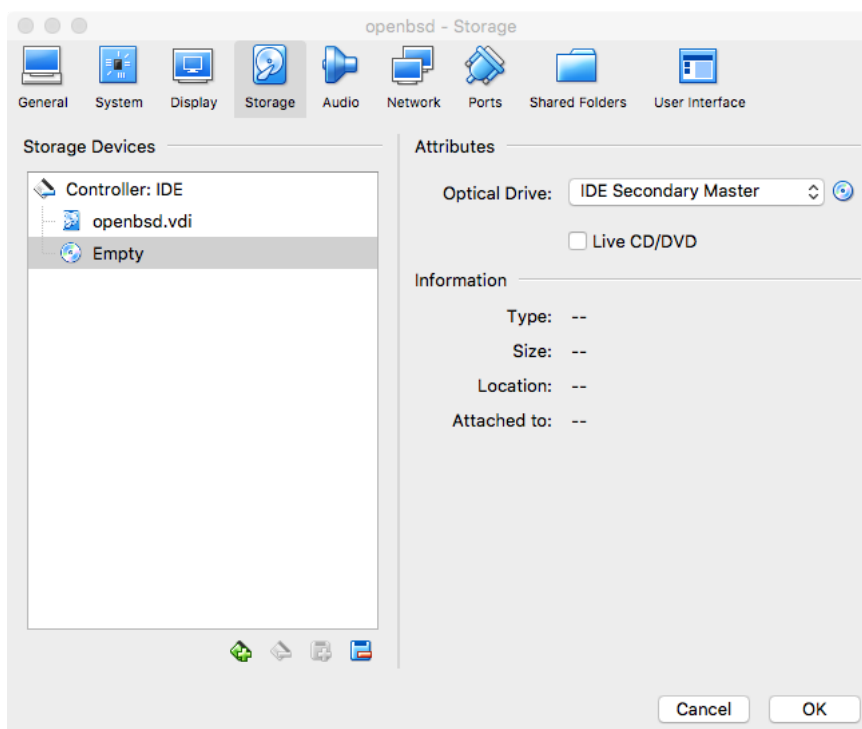 openbsd - Storage
General System Display Storage Audio Network Ports Shared Folders User Interface
Storage Devices
Controller: IDE
openbsd.vdi
Empty
Attributes
Optical Drive: IDE Secondary Master
Live CD/DVD
Information
Type: --
Size: --
Location: --
Attached to: --
Cancel OK